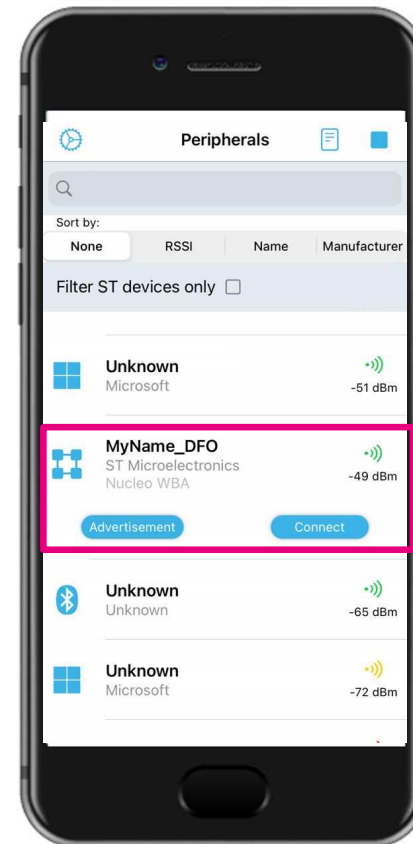 Peripherals
Sort by:
None RSSI Name Manufacturer
Filter ST devices only
Unknown
Microsoft
-51 dBm
MyName_DFO
ST Microelectronics
-49 dBm
Nucleo WBA
Advertisement Connect
Unknown
Unknown
-65 dBm
Unknown
Microsoft
-72 dBm